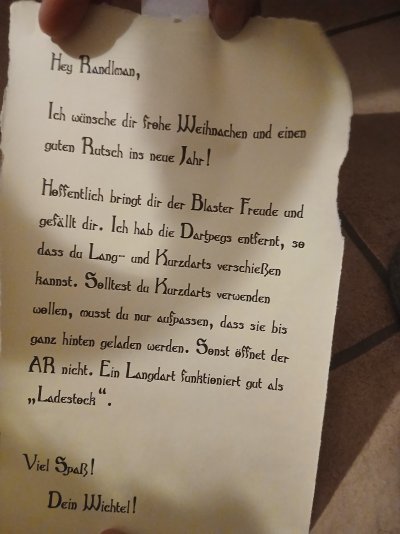 Hey Randlman,
Ich wünsche dir frohe Weihnachen und einen
guten Rutsch ins neue Jahr!
Hoffentlich bringt dir der Blaster Freude und
gefällt dir. Ich hab die Dartpegs entfernt, so
dass du Lang- und Kurzdarts verschießen
kannst. Solltest du Kurzdarts verwenden
wollen, musst du nur aufpassen, dass sie bis
ganz hinten geladen werden. Sonst öffnet der
AR nicht. Ein Langdart funktioniert gut als
„Ladestock“.
Viel Spaß!
Dein Wichtel!